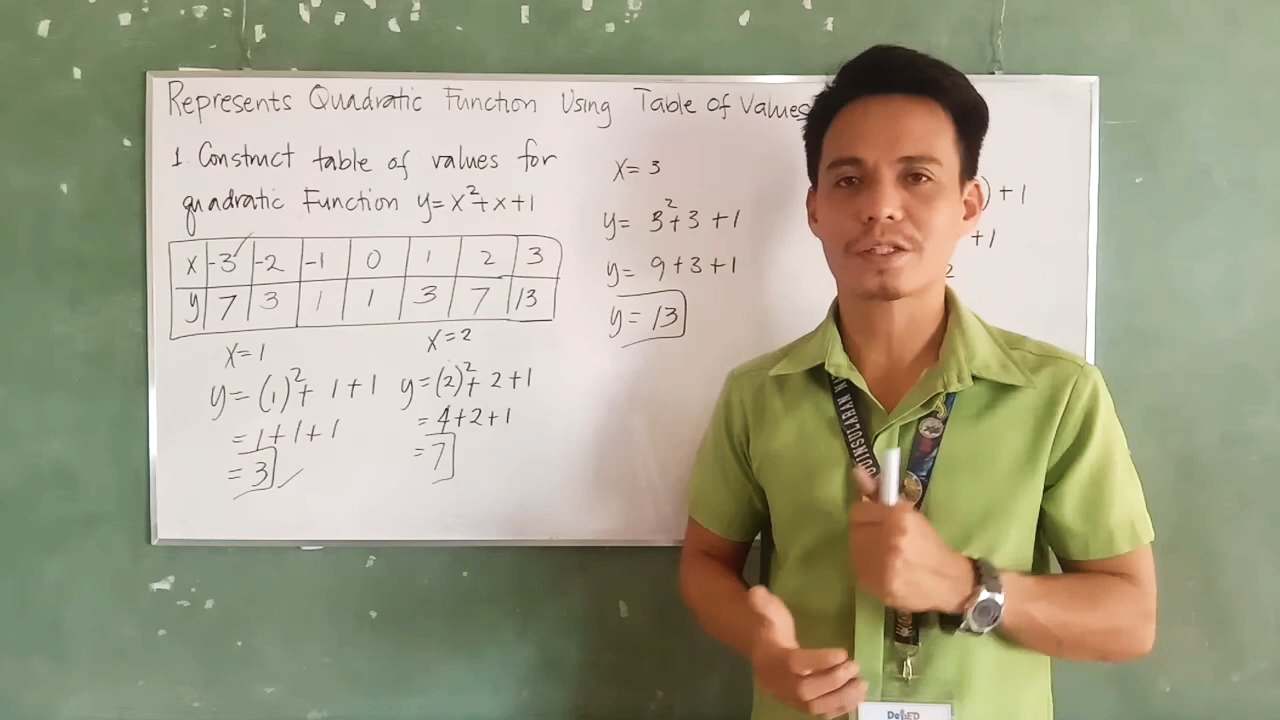 Represents Quadratic Function Using Table of Values
1. Construct table of values for
quadratic Function y=x²+x+1
x -3 -2 -1 0 1 2 3
y 7 3 1 1 3 7 13
x=1
y=(1)²+1+1
=1+1+1
=3
x=2
y=(2)²+2+1
=4+2+1
=7
x=3
y=3²+3+1
y=9+3+1
y=13
)+1
+1
2
DepED